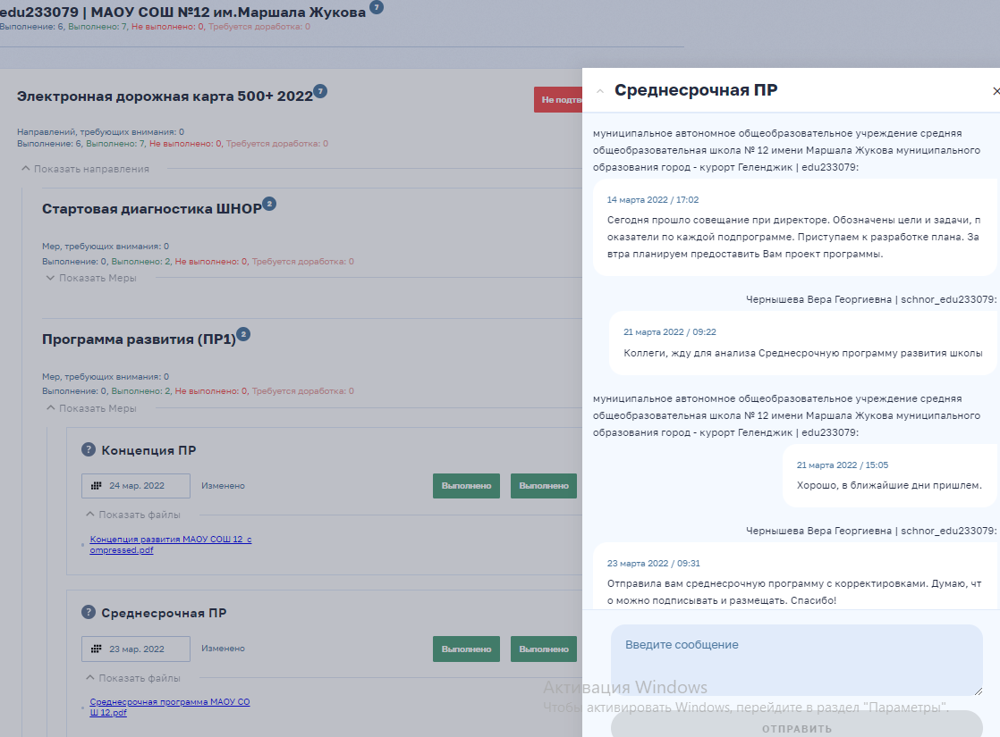 edu233079 | МАОУ СОШ №12 им.Маршала Жукова 7
Выполнение: 6, Выполнено: 7, Не выполнено: 0, Требуется доработка: 0
Электронная дорожная карта 500+ 2022 7
Не подтв
Направлений, требующих внимания: 0
Выполнение: 6, Выполнено: 7, Не выполнено: 0, Требуется доработка: 0
Показать направления
Стартовая диагностика ШНОР 2
Мер, требующих внимания: 0
Выполнение: 0, Выполнено: 2, Не выполнено: 0, Требуется доработка: 0
Показать Меры
Программа развития (ПР1) 2
Мер, требующих внимания: 0
Выполнение: 0, Выполнено: 2, Не выполнено: 0, Требуется доработка: 0
Показать Меры
? Концепция ПР
24 мар. 2022 Изменено Выполнено Выполнено
Показать файлы
Концепция развития МАОУ СОШ 12_c
ompressed.pdf
? Среднесрочная ПР
23 мар. 2022 Изменено Выполнено Выполнено
Показать файлы
Среднесрочная программа МАОУ СО
Ш 12.pdf
Среднесрочная ПР
муниципальное автономное общеобразовательное учреждение средняя
общеобразовательная школа № 12 имени Маршала Жукова муниципального
образования город - курорт Геленджик | edu233079:
14 марта 2022 / 17:02
Сегодня прошло совещание при директоре. Обозначены цели и задачи, п
оказатели по каждой подпрограмме. Приступаем к разработке плана. За
втра планируем предоставить Вам проект программы.
Чернышева Вера Георгиевна | schnor_edu233079:
21 марта 2022 / 09:22
Коллеги, жду для анализа Среднесрочную программу развития школы
муниципальное автономное общеобразовательное учреждение средняя
общеобразовательная школа № 12 имени Маршала Жукова муниципального
образования город - курорт Геленджик | edu233079:
21 марта 2022 / 15:05
Хорошо, в ближайшие дни пришлем.
Чернышева Вера Георгиевна | schnor_edu233079:
23 марта 2022 / 09:31
Отправила вам среднесрочную программу с корректировками. Думаю, чт
о можно подписывать и размещать. Спасибо!
Введите сообщение
Активация Windows
Чтобы активировать Windows, перейдите в раздел "Параметры".
ОТПРАВИТЬ